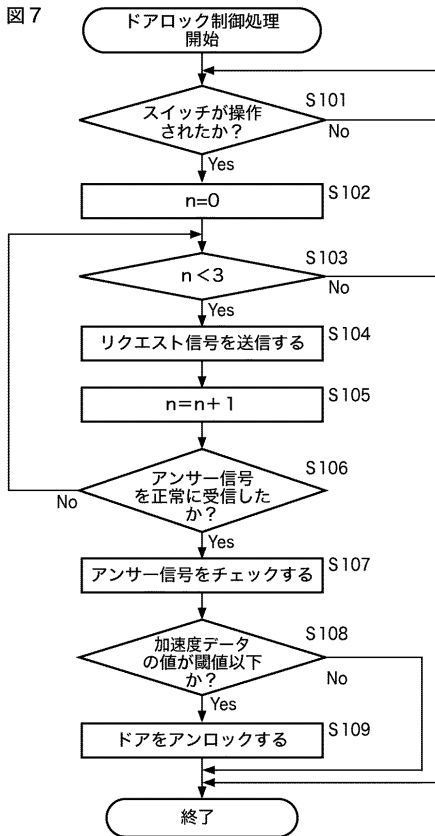 図7
ドアロック制御処理
開始
S101
スイッチが操作
されたか？
No
Yes
S102
n=0
S103
n＜3
No
Yes
S104
リクエスト信号を送信する
S105
n=n＋1
S106
アンサー信号
を正常に受信した
か？
No
Yes
S107
アンサー信号をチェックする
S108
加速度データ
の値が閾値以下
か？
No
Yes
S109
ドアをアンロックする
終了